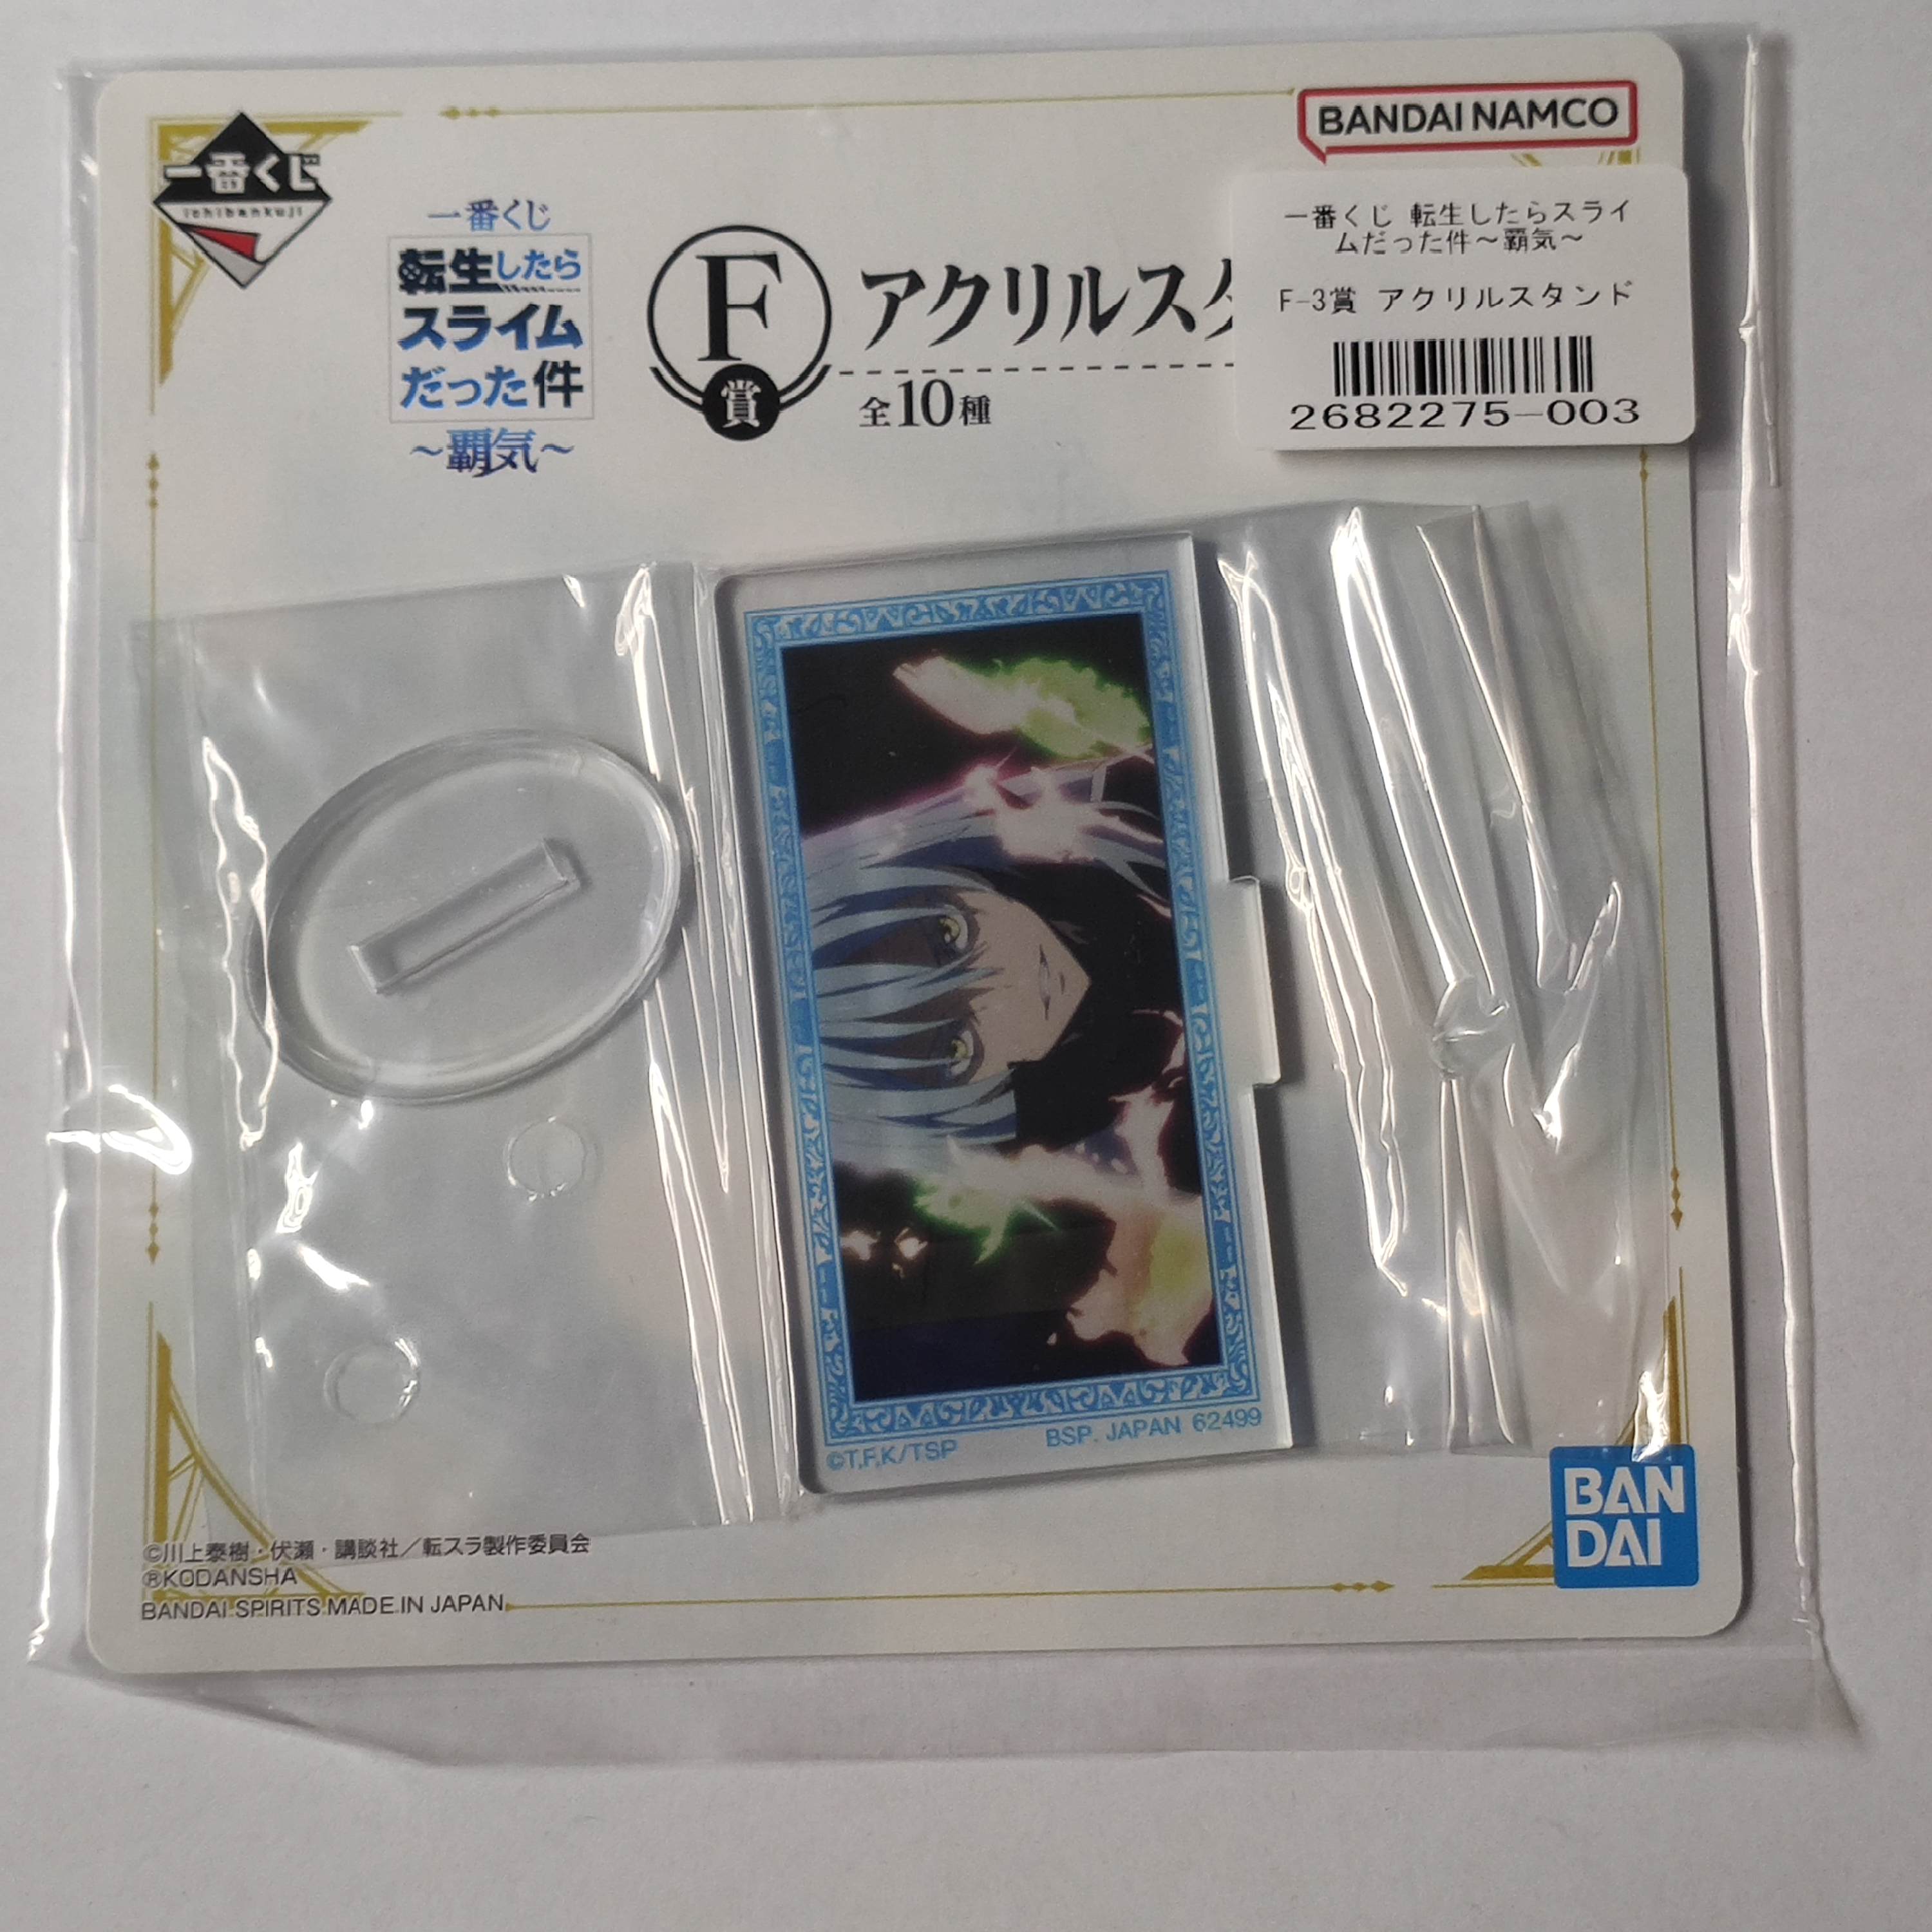 一番くじ
ichibankuji
BANDAI NAMCO
一番くじ
転生したら
スライム
だった件
～覇気～
F
賞
アクリルスタ
全10種
一番くじ 転生したらスライ
ムだった件～覇気～
F-3賞 アクリルスタンド
2682275-003
©T,F,K/TSP
BSP. JAPAN 62499
©川上泰樹・伏瀬・講談社／転スラ製作委員会
®KODANSHA
BANDAI SPIRITS MADE IN JAPAN
BAN
DAI